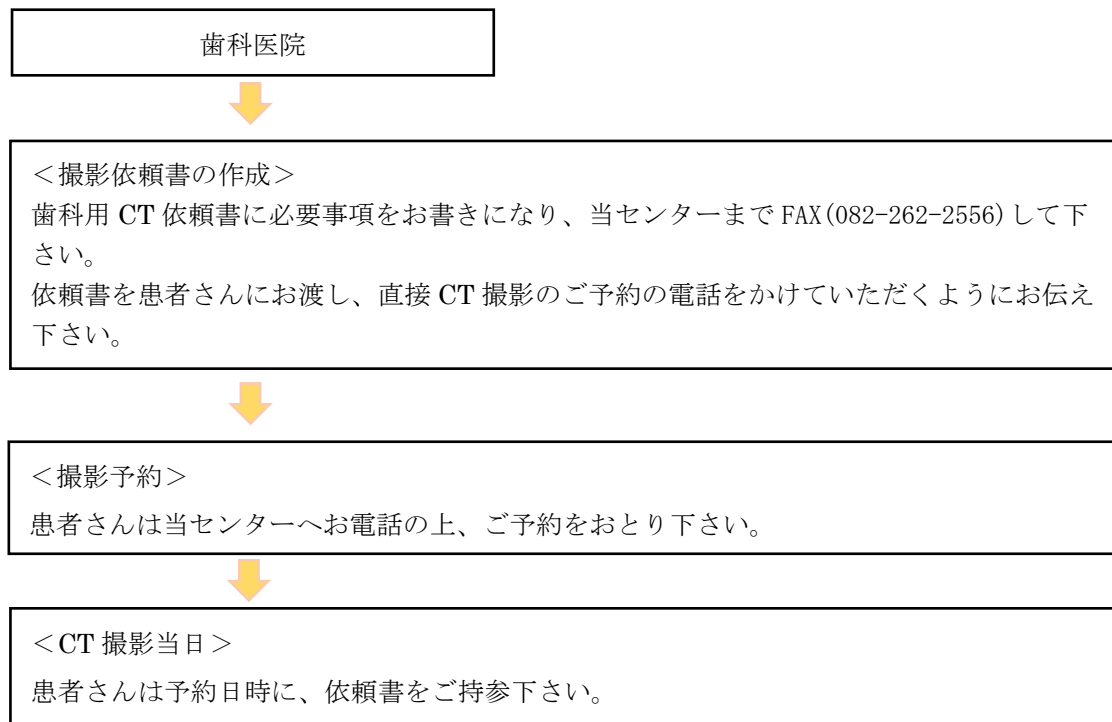 歯科医院
＜撮影依頼書の作成＞
歯科用 CT 依頼書に必要事項をお書きになり、当センターまで FAX(082-262-2556)して下
さい。
依頼書を患者さんにお渡し、直接 CT 撮影のご予約の電話をかけていただくようにお伝え
下さい。
＜撮影予約＞
患者さんは当センターへお電話の上、ご予約をおとり下さい。
＜CT 撮影当日＞
患者さんは予約日時に、依頼書をご持参下さい。